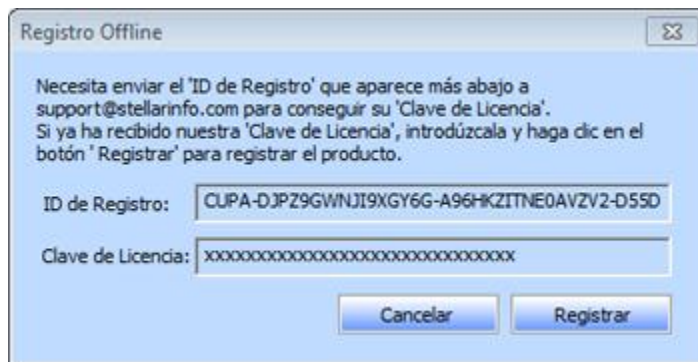 Registro Offline
Necesita enviar el 'ID de Registro' que aparece más abajo a
support@stellarinfo.com para conseguir su 'Clave de Licencia'.
Si ya ha recibido nuestra 'Clave de Licencia', introdúzcala y haga clic en el
botón ' Registrar' para registrar el producto.
ID de Registro: CUPA-DJPZ9GWNJI9XGY6G-A96HKZITNE0AVZV2-D55D
Clave de Licencia: xxxxxxxxxxxxxxxxxxxxxxxxxxxxxx
Cancelar Registrar